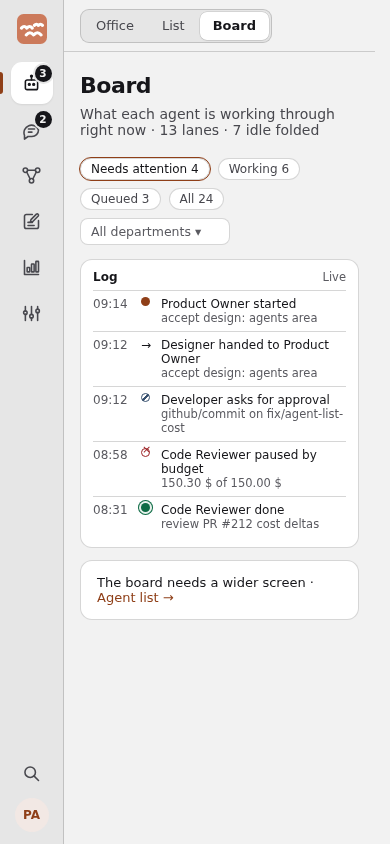 Office List Board
3
2
Board
What each agent is working through
right now · 13 lanes · 7 idle folded
Needs attention 4 Working 6
Queued 3 All 24
All departments ▾
Log Live
09:14 Product Owner started
accept design: agents area
09:12 → Designer handed to Product
Owner
accept design: agents area
09:12 Developer asks for approval
github/commit on fix/agent-list-
cost
08:58 Code Reviewer paused by
budget
150.30 $ of 150.00 $
08:31 Code Reviewer done
review PR #212 cost deltas
The board needs a wider screen ·
Agent list →
PA